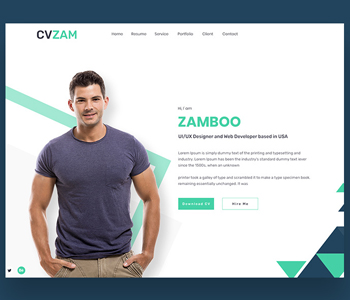 CVZAM
Home Resume Service Portfolio Client Contact
Hi, I am
ZAMBOO
UI/UX Designer and Web Developer based in USA
Lorem Ipsum is simply dummy text of the printing and typesetting and
industry. Lorem Ipsum has been the industry's standard dummy text ever
since the 1500s, when an unknown
printer took a galley of type and scrambled it to make a type specimen book
remaining essentially unchanged. It was
Download CV Hire Me